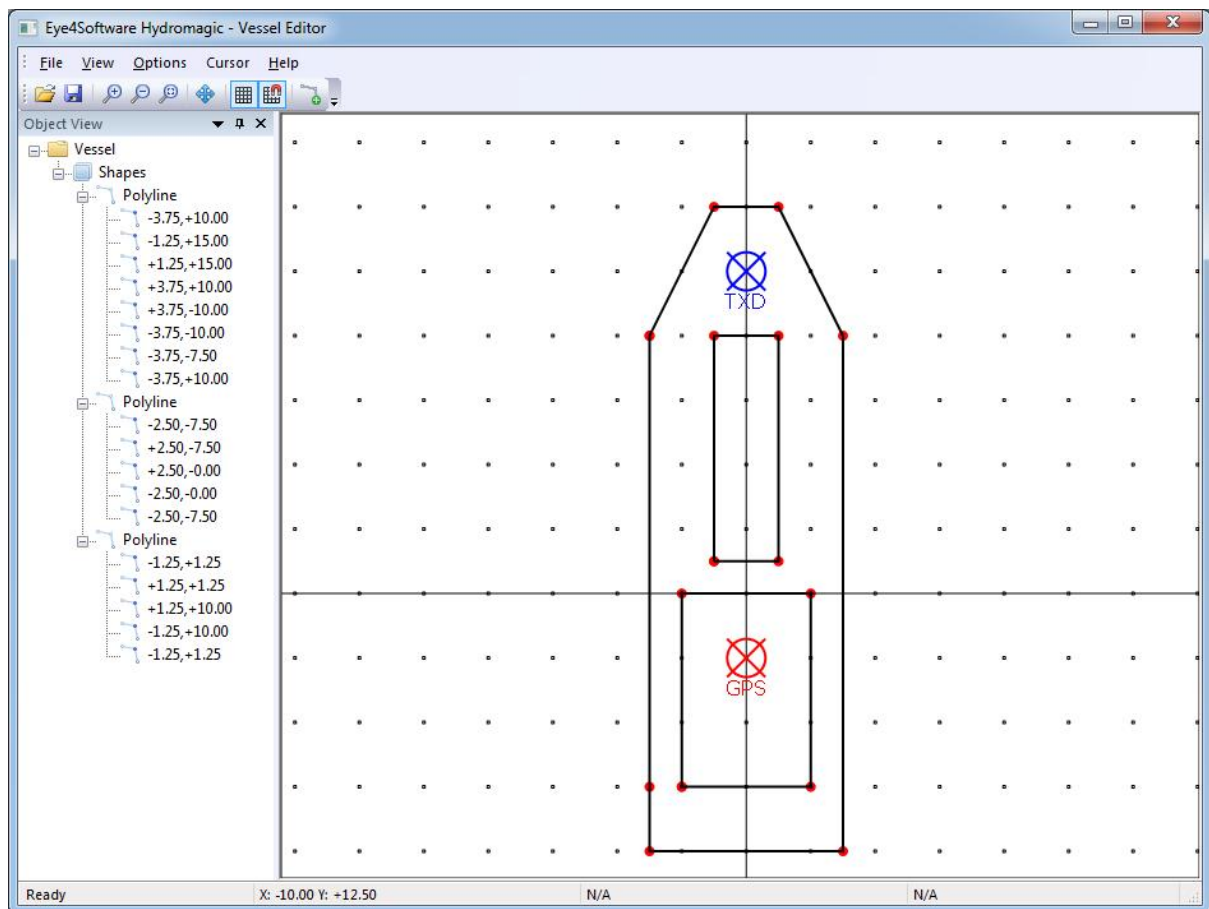 Eye4Software Hydromagic - Vessel Editor
File View Options Cursor Help
Object View
Vessel
Shapes
Polyline
-3.75,+10.00
-1.25,+15.00
+1.25,+15.00
+3.75,+10.00
+3.75,-10.00
-3.75,-10.00
-3.75,-7.50
-3.75,+10.00
Polyline
-2.50,-7.50
+2.50,-7.50
+2.50,-0.00
-2.50,-0.00
-2.50,-7.50
Polyline
-1.25,+1.25
+1.25,+1.25
+1.25,+10.00
-1.25,+10.00
-1.25,+1.25
TXD
GPS
Ready X: -10.00 Y: +12.50 N/A N/A